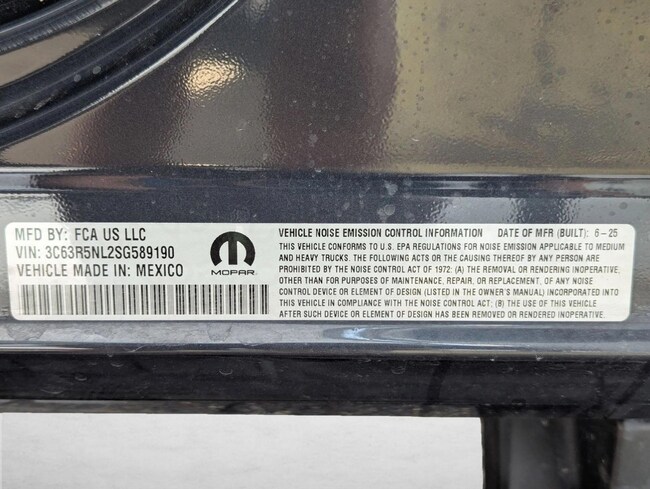 MFD BY: FCA US LLC
VIN: 3C63R5NL2SG589190
VEHICLE MADE IN: MEXICO
MOPAR
VEHICLE NOISE EMISSION CONTROL INFORMATION DATE OF MFR (BUILT): 6-25
THIS VEHICLE CONFORMS TO U.S. EPA REGULATIONS FOR NOISE EMISSION APPLICABLE TO MEDIUM
AND HEAVY TRUCKS. THE FOLLOWING ACTS OR THE CAUSING THEREOF BY ANY PERSON ARE
PROHIBITED BY THE NOISE CONTROL ACT OF 1972: (A) THE REMOVAL OR RENDERING INOPERATIVE,
OTHER THAN FOR PURPOSES OF MAINTENANCE, REPAIR, OR REPLACEMENT, OF ANY NOISE
CONTROL DEVICE OR ELEMENT OF DESIGN (LISTED IN THE OWNER'S MANUAL) INCORPORATED INTO
THIS VEHICLE IN COMPLIANCE WITH THE NOISE CONTROL ACT; (B) THE USE OF THIS VEHICLE
AFTER SUCH DEVICE OR ELEMENT OF DESIGN HAS BEEN REMOVED OR RENDERED INOPERATIVE.